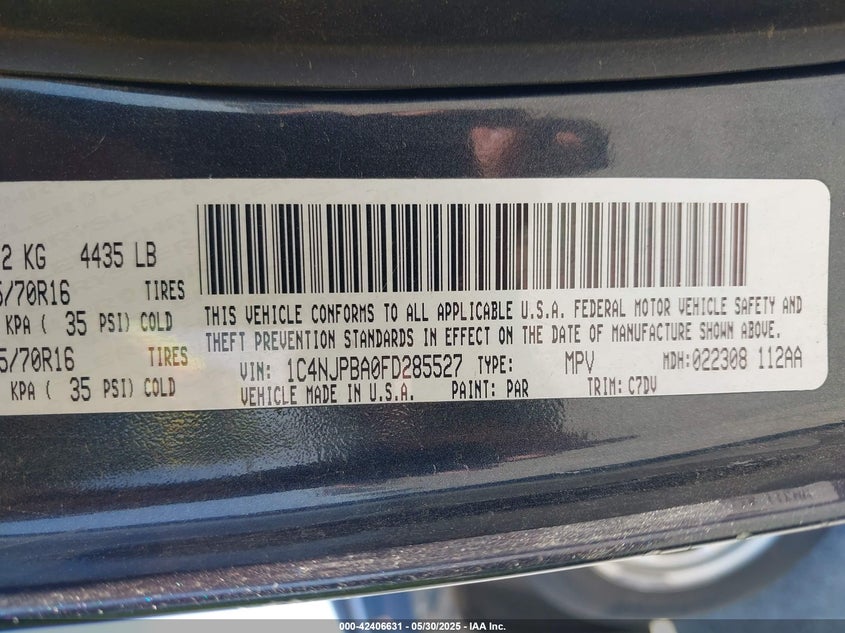 2 KG 4435 LB
5/70R16 TIRES
KPA ( 35 PSI) COLD
5/70R16 TIRES
KPA ( 35 PSI) COLD
THIS VEHICLE CONFORMS TO ALL APPLICABLE U.S.A. FEDERAL MOTOR VEHICLE SAFETY AND
THEFT PREVENTION STANDARDS IN EFFECT ON THE DATE OF MANUFACTURE SHOWN ABOVE.
VIN: 1C4NJPBA0FD285527 TYPE: MPV MDH:022308 112AA
VEHICLE MADE IN U.S.A. PAINT: PAR TRIM: C7DV
000-42406631 - 05/30/2025 - IAA Inc.